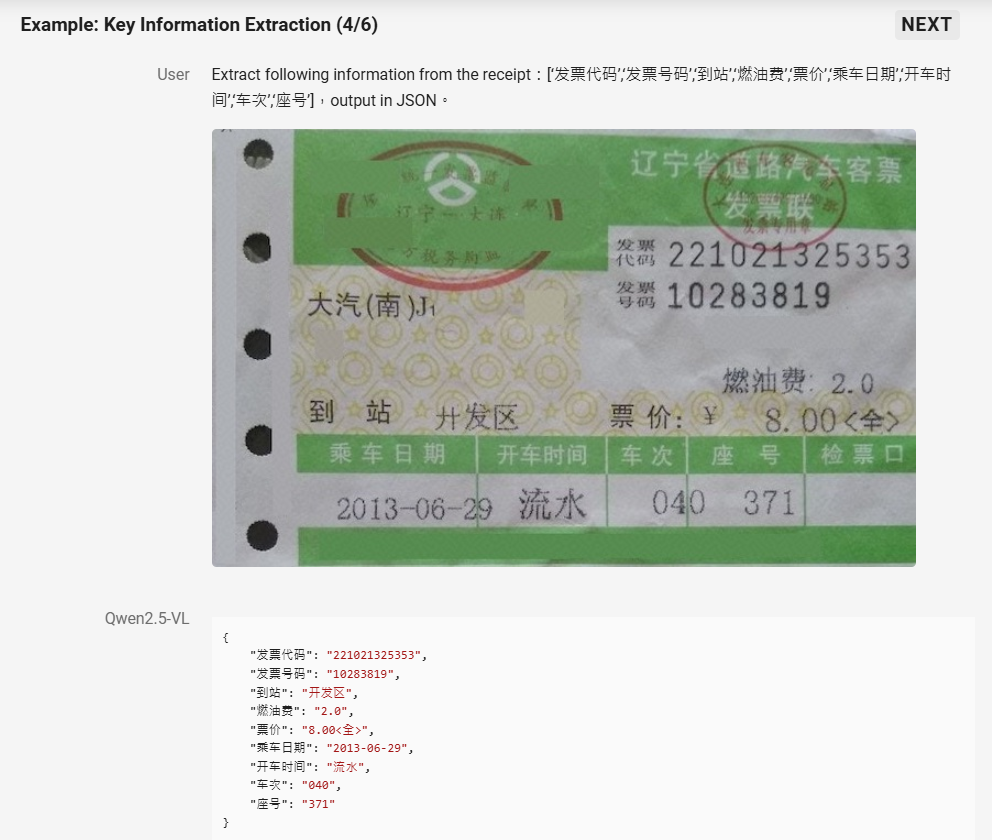 Example: Key Information Extraction (4/6)
NEXT
User
Extract following information from the receipt：['发票代码','发票号码','到站','燃油费','票价','乘车日期','开车时
间','车次','座号']，output in JSON。
辽宁省道路汽车客票
发票联
发票专用章
辽宁 大连
发票
代码 221021325353
发票
号码 10283819
大汽(南)J1
燃油费: 2.0
到 站 开发区 票 价: ¥ 8.00<全>
乘车日期 开车时间 车次 座 号 检票口
2013-06-29 流水 040 371
Qwen2.5-VL
{
"发票代码": "221021325353",
"发票号码": "10283819",
"到站": "开发区",
"燃油费": "2.0",
"票价": "8.00<全>",
"乘车日期": "2013-06-29",
"开车时间": "流水",
"车次": "040",
"座号": "371"
}